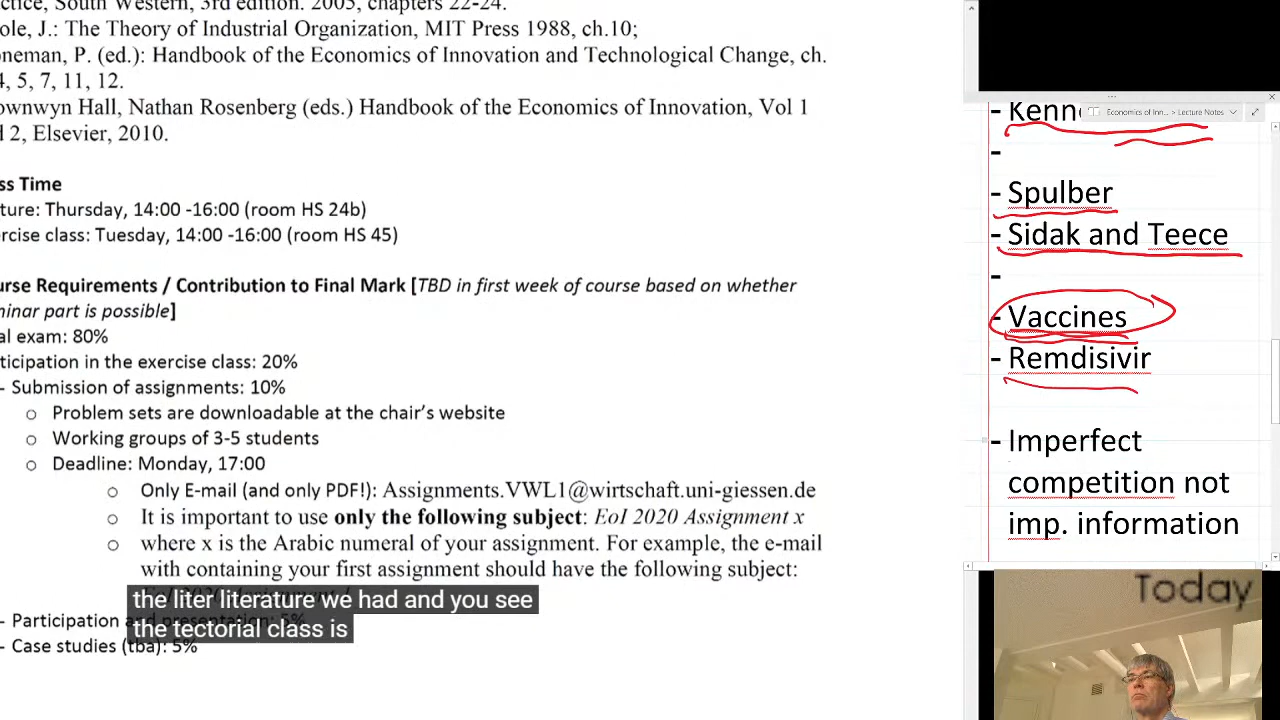 ctice, South Western, 3rd edition. 2005, chapters 22-24.
ole, J.: The Theory of Industrial Organization, MIT Press 1988, ch.10;
oneman, P. (ed.): Handbook of the Economics of Innovation and Technological Change, ch.
4, 5, 7, 11, 12.
ownwyn Hall, Nathan Rosenberg (eds.) Handbook of the Economics of Innovation, Vol 1
d 2, Elsevier, 2010.
ss Time
ture: Thursday, 14:00 -16:00 (room HS 24b)
ercise class: Tuesday, 14:00 -16:00 (room HS 45)
urse Requirements / Contribution to Final Mark [TBD in first week of course based on whether
minar part is possible]
al exam: 80%
ticipation in the exercise class: 20%
- Submission of assignments: 10%
o Problem sets are downloadable at the chair's website
o Working groups of 3-5 students
o Deadline: Monday, 17:00
o Only E-mail (and only PDF!): Assignments.VWL1@wirtschaft.uni-giessen.de
o It is important to use only the following subject: EoI 2020 Assignment x
o where x is the Arabic numeral of your assignment. For example, the e-mail
with containing your first assignment should have the following subject:
- Participation and presentation: 5%
- Case studies (tba): 5%
the liter literature we had and you see
the tectorial class is
- Kenne
Economics of Inn... > Lecture Notes
-
- Spulber
- Sidak and Teece
-
- Vaccines
- Remdisivir
- Imperfect
competition not
imp. information
Today